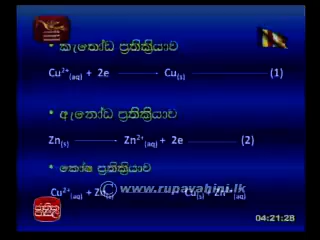 • කැතෝඩ ප්‍රතික්‍රියාව
Cu²⁺(aq) + 2e ⟶ Cu(s) ——— (1)
• ඇනෝඩ ප්‍රතික්‍රියාව
Zn(s) ⟶ Zn²⁺(aq) + 2e ——— (2)
• කෝෂ ප්‍රතික්‍රියාව
Cu²⁺(aq) + Zn(s) Cu(s) Zn²⁺(aq)
©www.rupavahini.lk
04:21:28